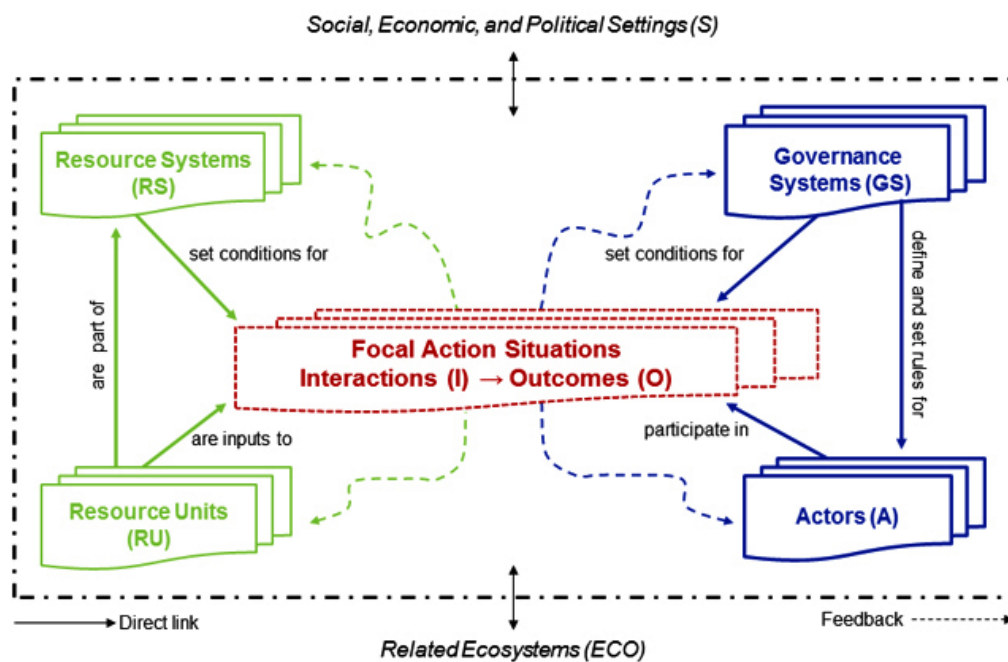 Social, Economic, and Political Settings (S)
Resource Systems
(RS)
Governance
Systems (GS)
set conditions for
set conditions for
are part of
define and set rules for
Focal Action Situations
Interactions (I) → Outcomes (O)
are inputs to
participate in
Resource Units
(RU)
Actors (A)
Direct link
Feedback
Related Ecosystems (ECO)